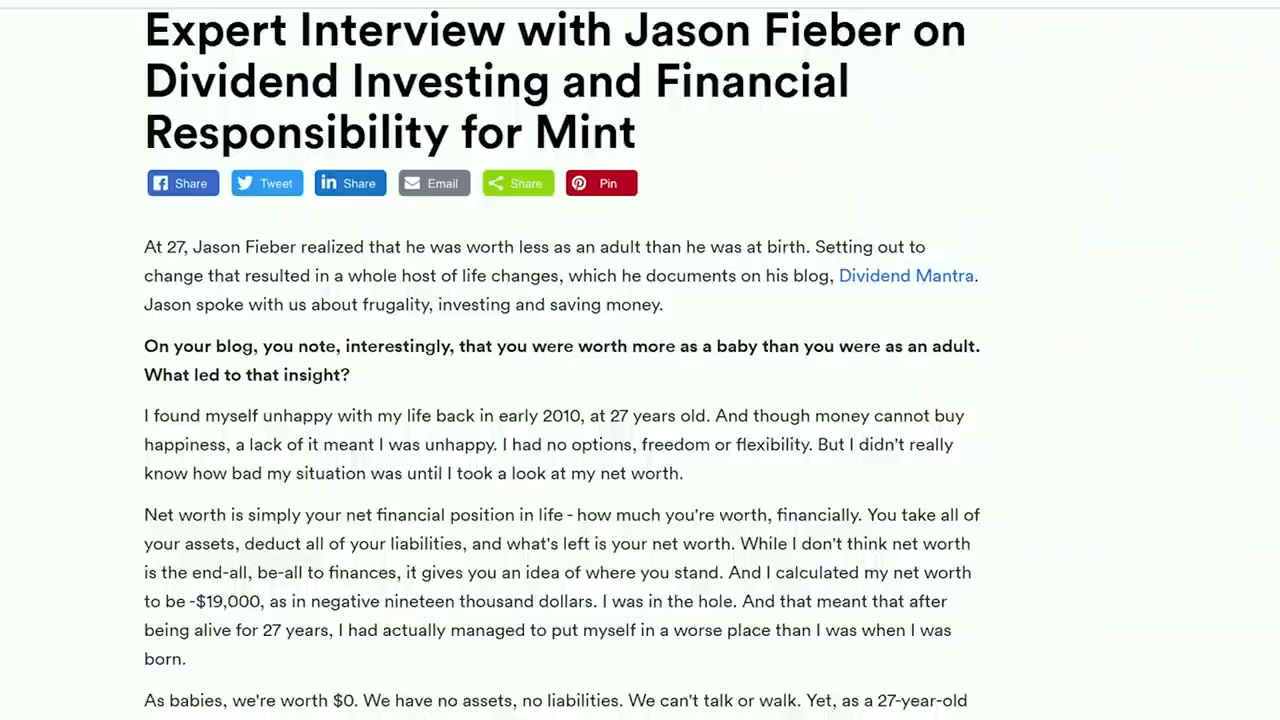 Expert Interview with Jason Fieber on
Dividend Investing and Financial
Responsibility for Mint
Share Tweet Share Email Share Pin
At 27, Jason Fieber realized that he was worth less as an adult than he was at birth. Setting out to
change that resulted in a whole host of life changes, which he documents on his blog, Dividend Mantra.
Jason spoke with us about frugality, investing and saving money.
On your blog, you note, interestingly, that you were worth more as a baby than you were as an adult.
What led to that insight?
I found myself unhappy with my life back in early 2010, at 27 years old. And though money cannot buy
happiness, a lack of it meant I was unhappy. I had no options, freedom or flexibility. But I didn't really
know how bad my situation was until I took a look at my net worth.
Net worth is simply your net financial position in life - how much you're worth, financially. You take all of
your assets, deduct all of your liabilities, and what's left is your net worth. While I don't think net worth
is the end-all, be-all to finances, it gives you an idea of where you stand. And I calculated my net worth
to be -$19,000, as in negative nineteen thousand dollars. I was in the hole. And that meant that after
being alive for 27 years, I had actually managed to put myself in a worse place than I was when I was
born.
As babies, we're worth $0. We have no assets, no liabilities. We can't talk or walk. Yet, as a 27-year-old